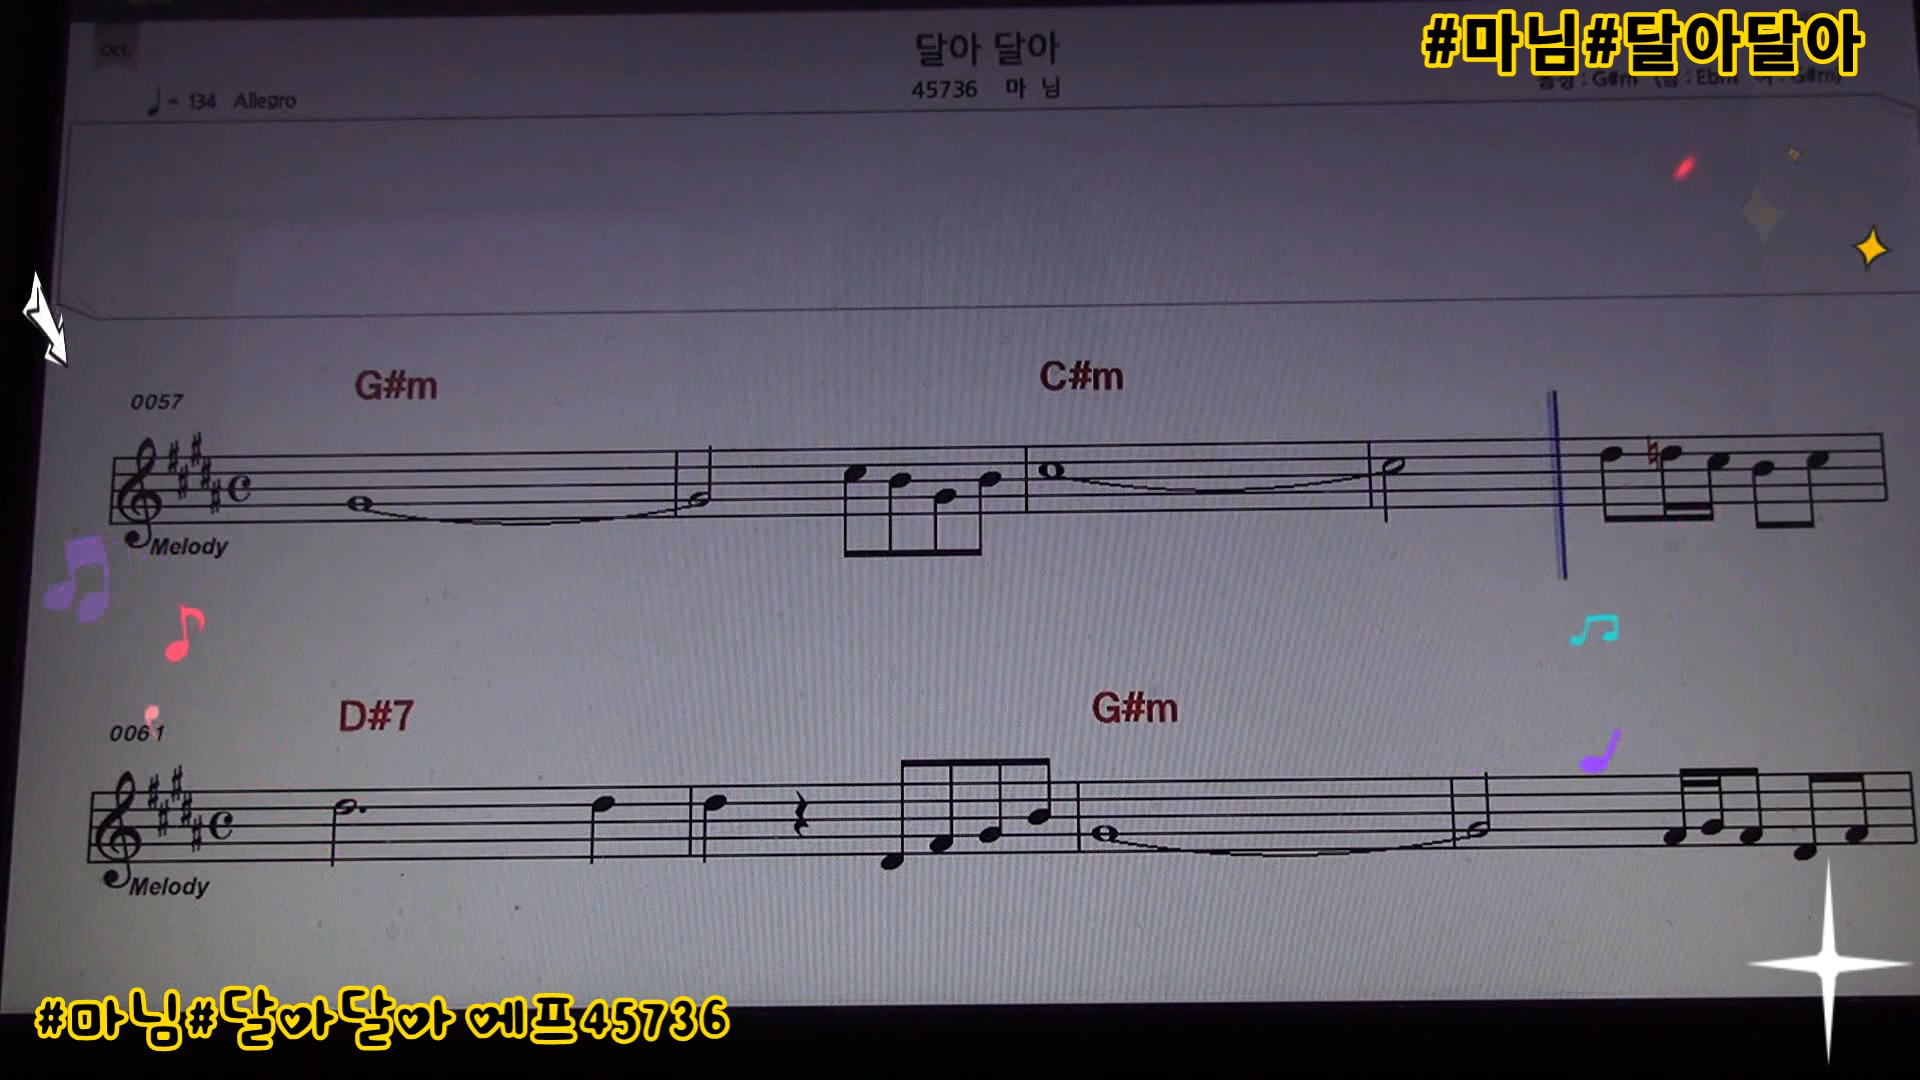 #마님#달아달아
Oct.
달아 달아
45736 마 님
♩= 134 Allegro
G#m C#m
0057
Melody
D#7 G#m
0061
Melody
#마님#달아달아 에프45736